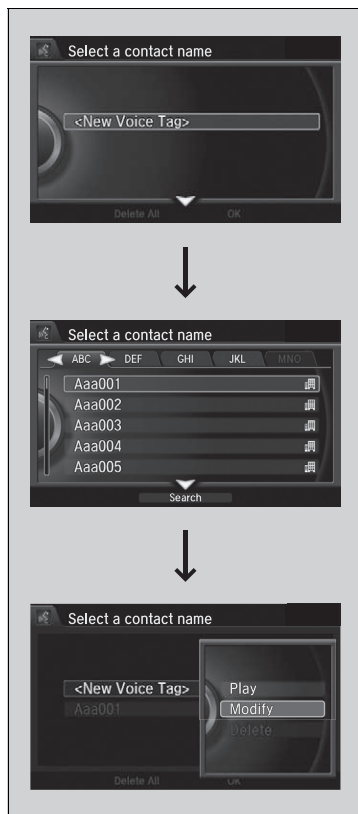 Select a contact name
<New Voice Tag>
Delete All OK
Select a contact name
ABC DEF GHI JKL MNO
Aaa001
Aaa002
Aaa003
Aaa004
Aaa005
Search
Select a contact name
<New Voice Tag>
Aaa001
Play
Modify
Delete
Delete All OK